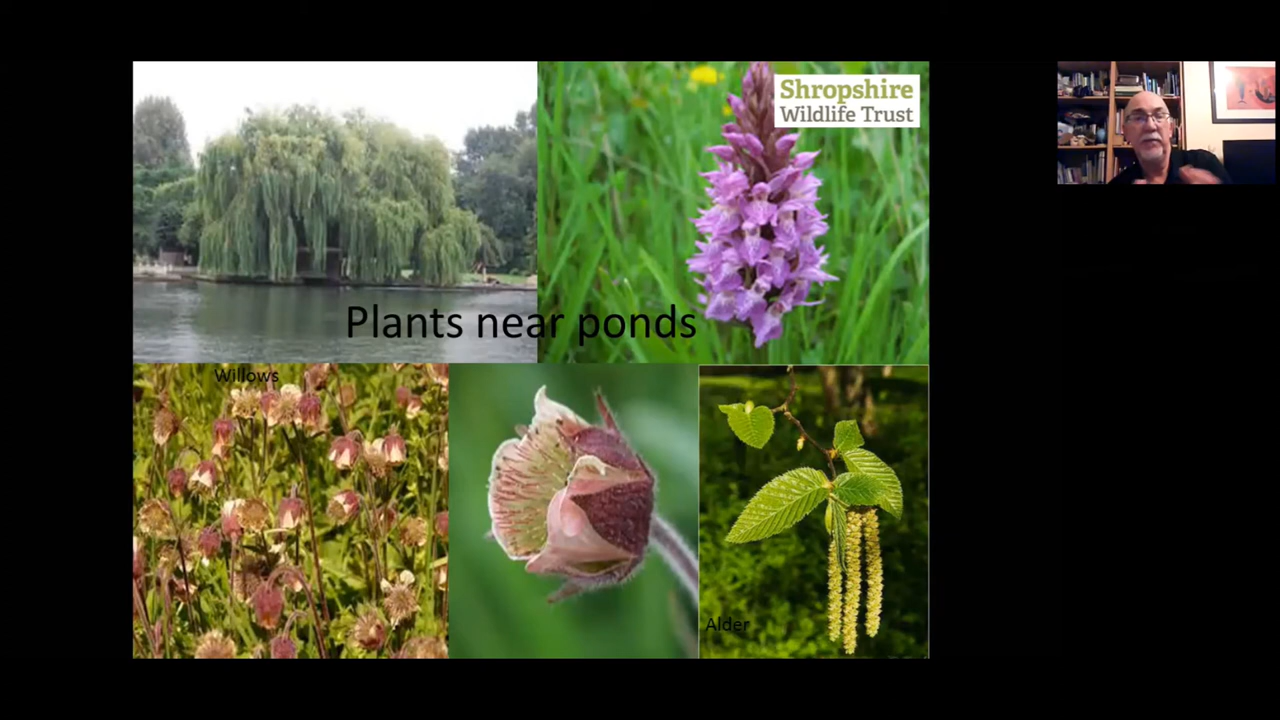 Shropshire
Wildlife Trust
Plants near ponds
Willows
Alder